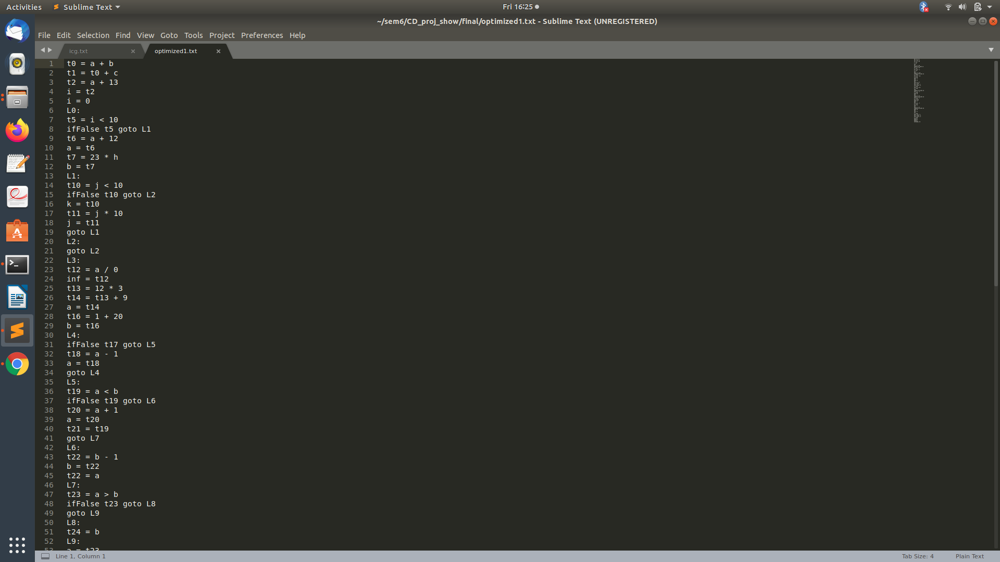 Activities Sublime Text Fri 16:25
~/sem6/CD_proj_show/final/optimized1.txt - Sublime Text (UNREGISTERED)
File Edit Selection Find View Goto Tools Project Preferences Help
icg.txt × optimized1.txt ×
1 t0 = a + b
2 t1 = t0 + c
3 t2 = a + 13
4 i = t2
5 i = 0
6 L0:
7 t5 = i < 10
8 ifFalse t5 goto L1
9 t6 = a + 12
10 a = t6
11 t7 = 23 * h
12 b = t7
13 L1:
14 t10 = j < 10
15 ifFalse t10 goto L2
16 k = t10
17 t11 = j * 10
18 j = t11
19 goto L1
20 L2:
21 goto L2
22 L3:
23 t12 = a / 0
24 inf = t12
25 t13 = 12 * 3
26 t14 = t13 + 9
27 a = t14
28 t16 = 1 + 20
29 b = t16
30 L4:
31 ifFalse t17 goto L5
32 t18 = a - 1
33 a = t18
34 goto L4
35 L5:
36 t19 = a < b
37 ifFalse t19 goto L6
38 t20 = a + 1
39 a = t20
40 t21 = t19
41 goto L7
42 L6:
43 t22 = b - 1
44 b = t22
45 t22 = a
46 L7:
47 t23 = a > b
48 ifFalse t23 goto L8
49 goto L9
50 L8:
51 t24 = b
52 L9:
53 a = t23
Line 1, Column 1 Tab Size: 4 Plain Text